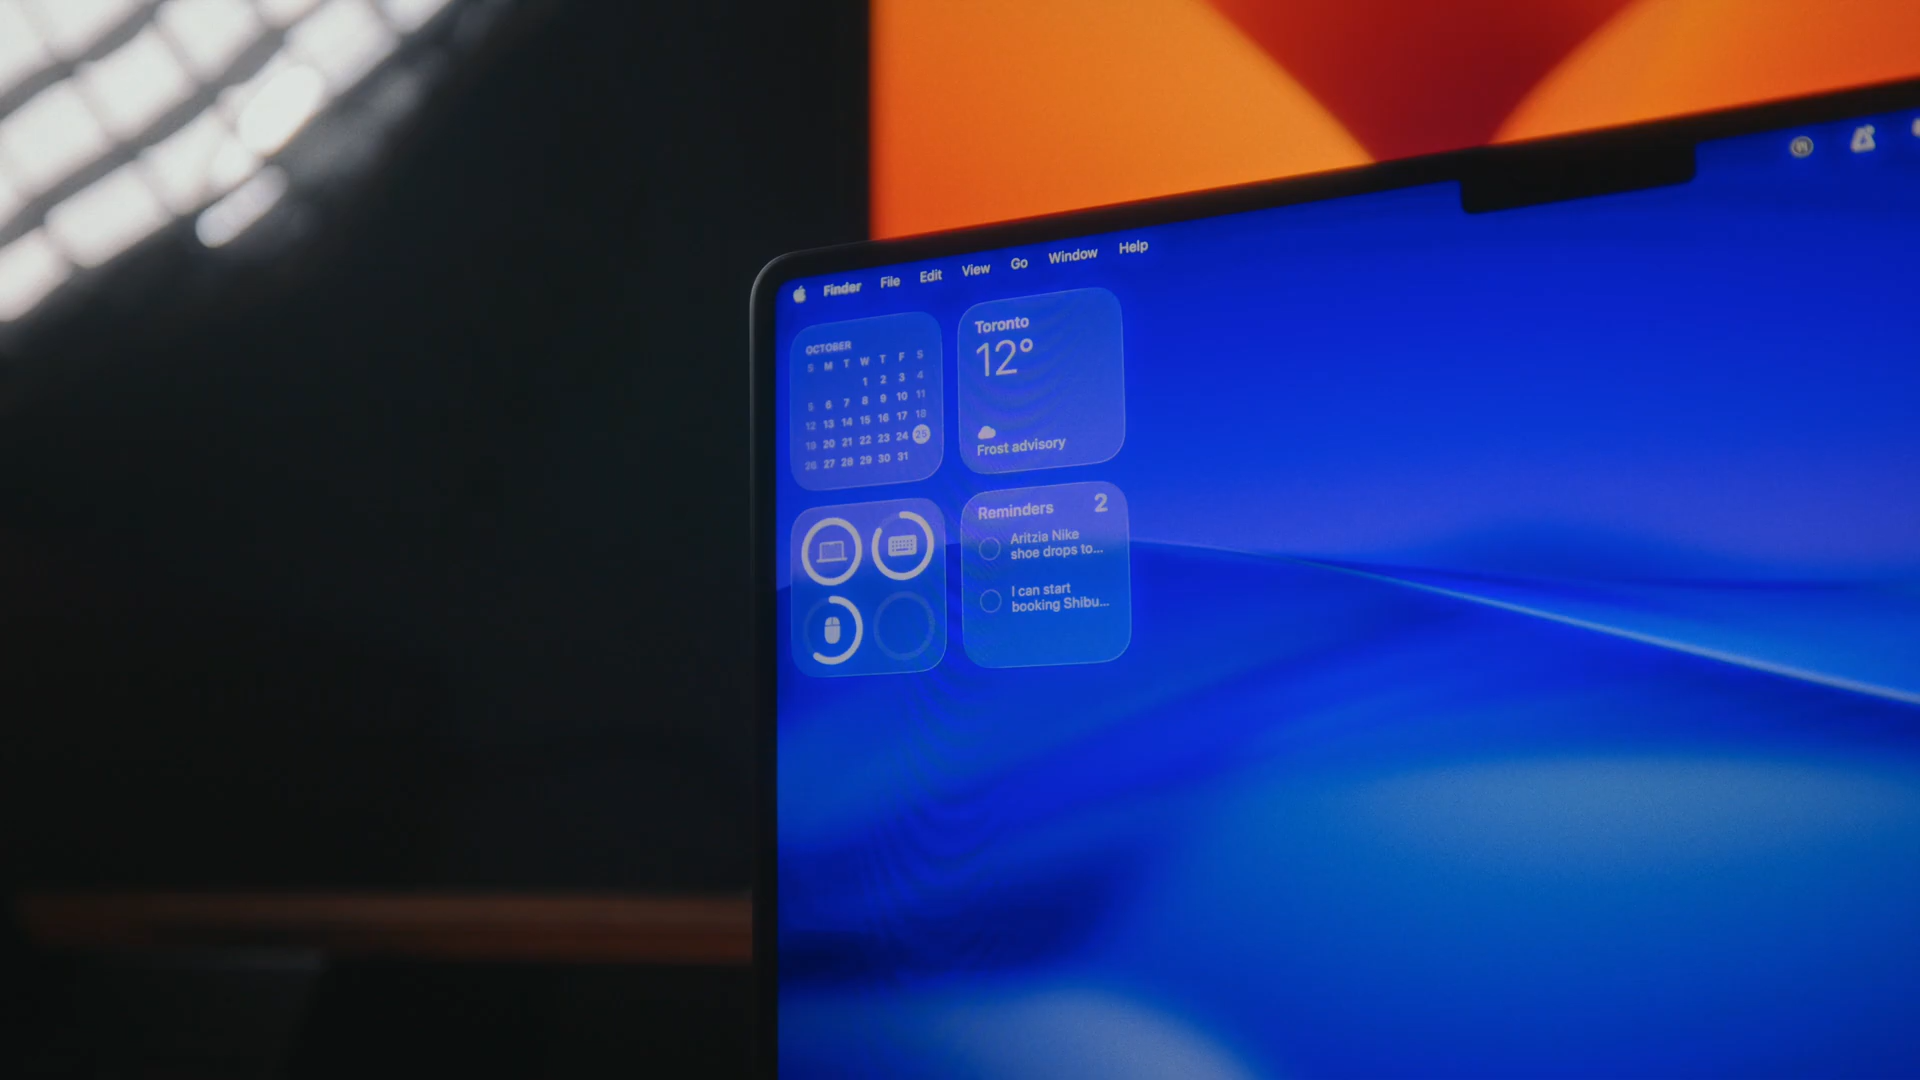 Finder File Edit View Go Window Help
OCTOBER
S M T W T F S
1 2 3 4
5 6 7 8 9 10 11
12 13 14 15 16 17 18
19 20 21 22 23 24 25
26 27 28 29 30 31
Toronto
12°
Frost advisory
Reminders 2
Aritzia Nike
shoe drops to...
I can start
booking Shibu...